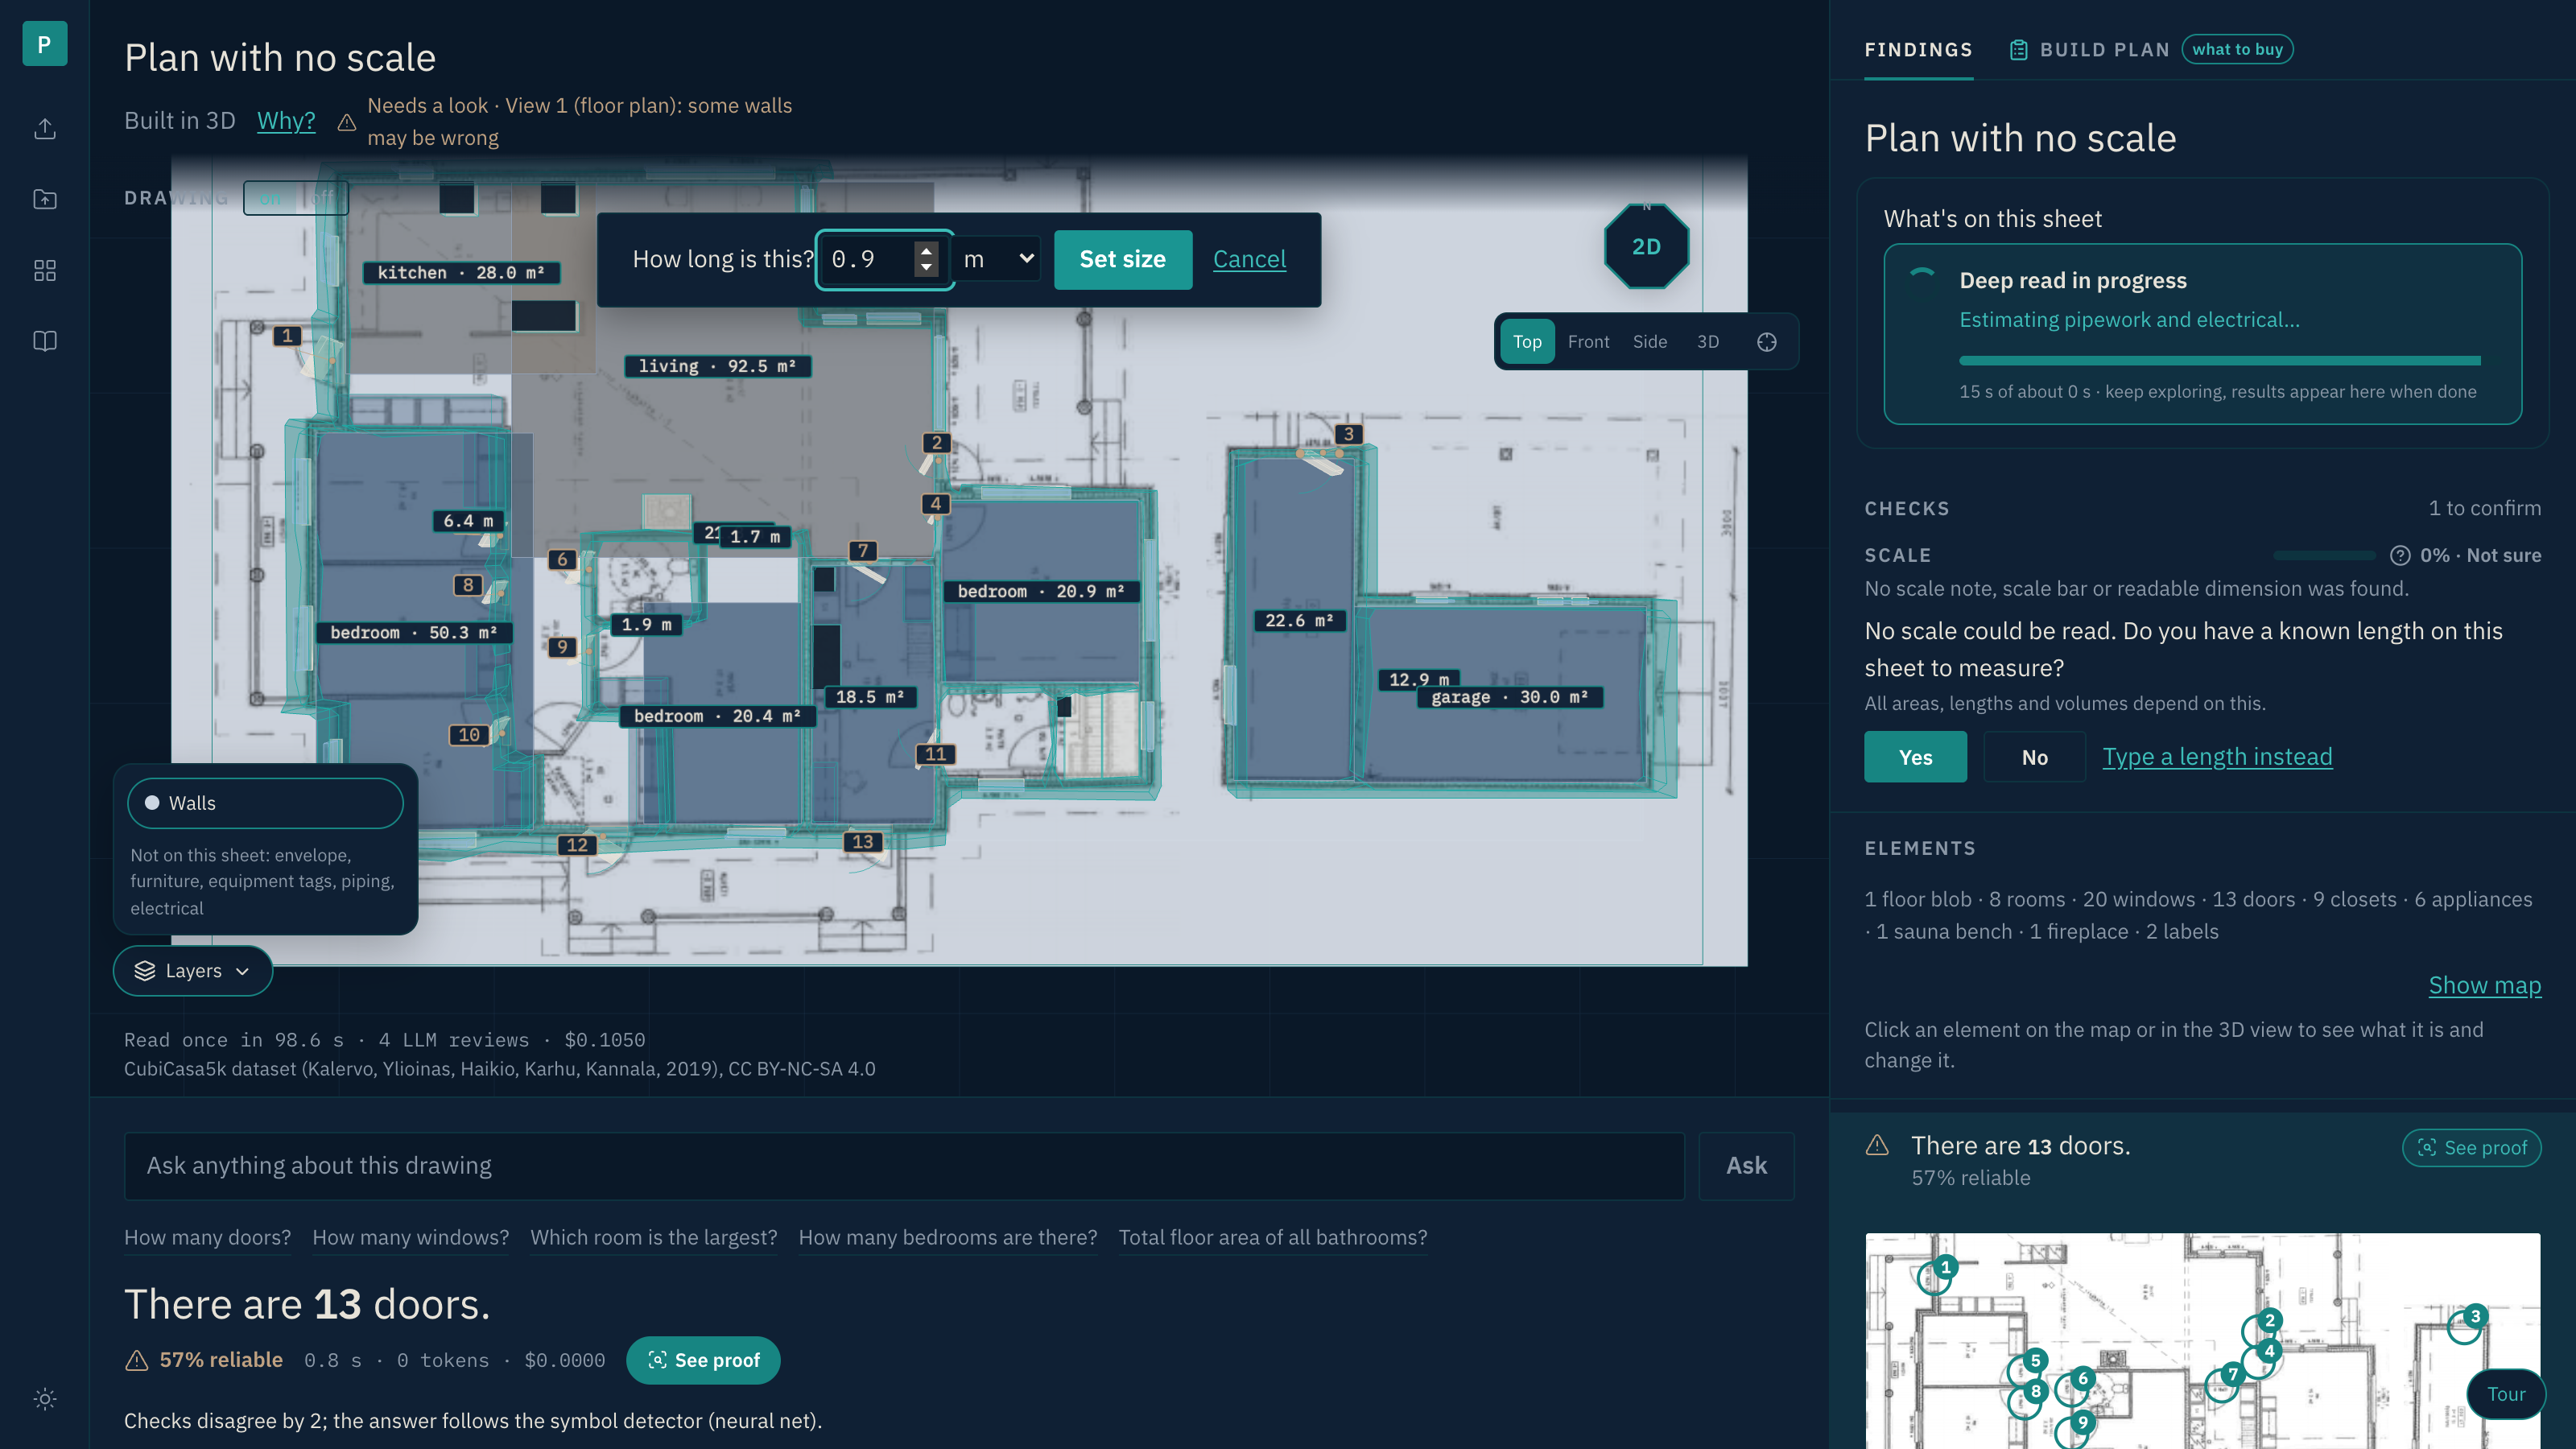 P
Plan with no scale
Built in 3D Why? Needs a look · View 1 (floor plan): some walls
may be wrong
DRAWING on off
How long is this? 0.9 m Set size Cancel
N
2D
Top Front Side 3D
kitchen · 28.0 m²
living · 92.5 m²
1
2
3
4
6.4 m
1.7 m
6
7
8
bedroom · 20.9 m²
22.6 m²
1.9 m
bedroom · 50.3 m²
9
12.9 m
garage · 30.0 m²
18.5 m²
bedroom · 20.4 m²
10
11
12
13
Walls
Not on this sheet: envelope,
furniture, equipment tags, piping,
electrical
Layers
Read once in 98.6 s · 4 LLM reviews · $0.1050
CubiCasa5k dataset (Kalervo, Ylioinas, Haikio, Karhu, Kannala, 2019), CC BY-NC-SA 4.0
Ask anything about this drawing
Ask
How many doors? How many windows? Which room is the largest? How many bedrooms are there? Total floor area of all bathrooms?
There are 13 doors.
57% reliable 0.8 s · 0 tokens · $0.0000 See proof
Checks disagree by 2; the answer follows the symbol detector (neural net).
FINDINGS BUILD PLAN what to buy
Plan with no scale
What's on this sheet
Deep read in progress
Estimating pipework and electrical...
15 s of about 0 s · keep exploring, results appear here when done
CHECKS 1 to confirm
SCALE 0% · Not sure
No scale note, scale bar or readable dimension was found.
No scale could be read. Do you have a known length on this
sheet to measure?
All areas, lengths and volumes depend on this.
Yes No Type a length instead
ELEMENTS
1 floor blob · 8 rooms · 20 windows · 13 doors · 9 closets · 6 appliances
· 1 sauna bench · 1 fireplace · 2 labels
Show map
Click an element on the map or in the 3D view to see what it is and
change it.
There are 13 doors. See proof
57% reliable
1
2
3
4
5
6
7
8
9
Tour